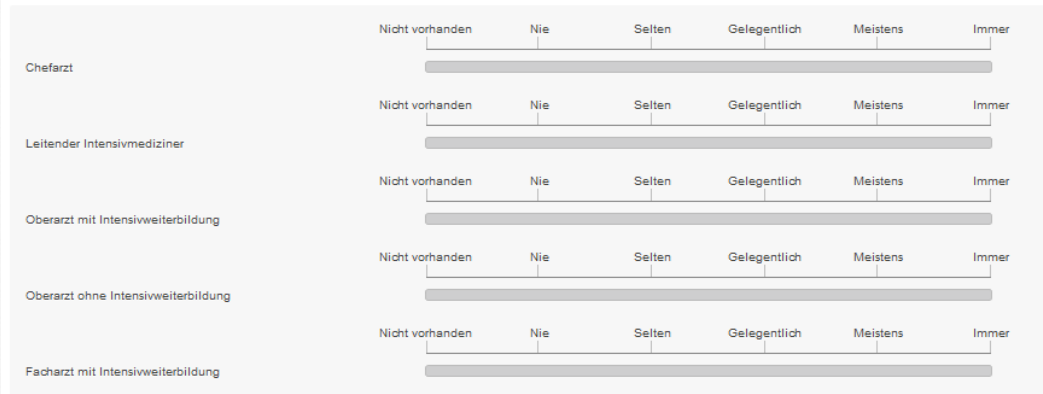 Nicht vorhanden Nie Selten Gelegentlich Meistens Immer
Chefarzt
Nicht vorhanden Nie Selten Gelegentlich Meistens Immer
Leitender Intensivmediziner
Nicht vorhanden Nie Selten Gelegentlich Meistens Immer
Oberarzt mit Intensivweiterbildung
Nicht vorhanden Nie Selten Gelegentlich Meistens Immer
Oberarzt ohne Intensivweiterbildung
Nicht vorhanden Nie Selten Gelegentlich Meistens Immer
Facharzt mit Intensivweiterbildung